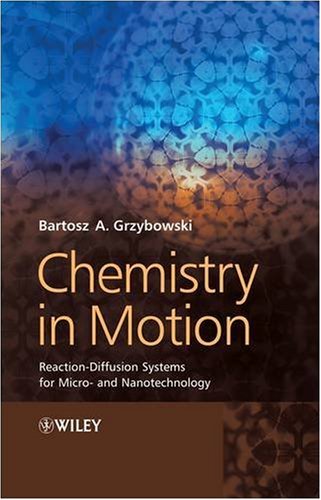 Bartosz A. Grzybowski
Chemistry
in Motion
Reaction-Diffusion Systems
for Micro- and Nanotechnology
WILEY